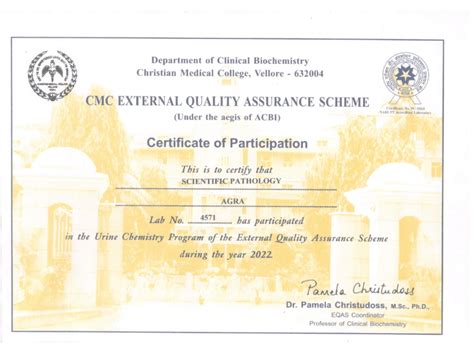 Department of Clinical Biochemistry
Christian Medical College, Vellore - 632004
CMC EXTERNAL QUALITY ASSURANCE SCHEME
(Under the aegis of ACBI)
Certificate of Participation
This is to certify that
SCIENTIFIC PATHOLOGY
AGRA
Lab No. 4571 has participated
in the Urine Chemistry Program of the External Quality Assurance Scheme
during the year 2022.
Pamela Christudoss
Dr. Pamela Christudoss, M.Sc., Ph.D.,
EQAS Coordinator
Professor of Clinical Biochemistry